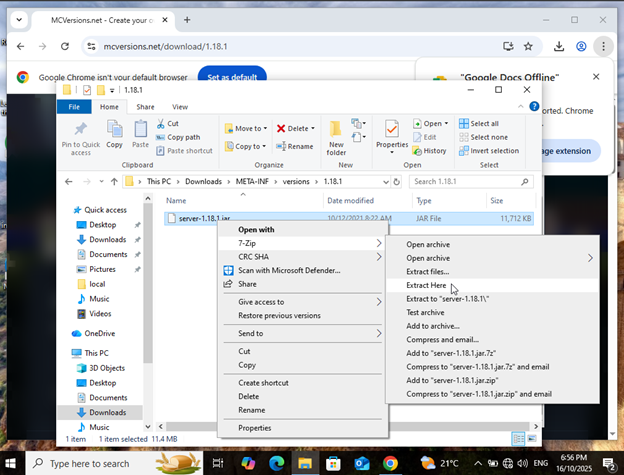 MCVersions.net - Create your o
mcversions.net/download/1.18.1
Google Chrome isn't your default browser
Set as default
"Google Docs Offline"
orted. Chrome
age extension
1.18.1
File
Home
Share
View
Pin to Quick access
Copy
Paste
Cut
Copy path
Paste shortcut
Clipboard
Move to
Copy to
Delete
Rename
Organize
New folder
New
Properties
Open
Edit
History
Open
Select all
Select none
Invert selection
Select
This PC
Downloads
META-INF
versions
1.18.1
Search 1.18.1
Name
Date modified
Type
Size
server-1.18.1.jar
10/12/2021 8:22 AM
JAR File
11,712 KB
Quick access
Desktop
Downloads
Documents
Pictures
local
Music
Videos
OneDrive
This PC
3D Objects
Desktop
Documents
Downloads
Music
1 item
1 item selected 11.4 MB
Open with
7-Zip
CRC SHA
Scan with Microsoft Defender...
Share
Give access to
Restore previous versions
Send to
Cut
Copy
Create shortcut
Delete
Rename
Properties
Open archive
Open archive
Extract files...
Extract Here
Extract to "server-1.18.1\"
Test archive
Add to archive...
Compress and email...
Add to "server-1.18.1.jar.7z"
Compress to "server-1.18.1.jar.7z" and email
Add to "server-1.18.1.jar.zip"
Compress to "server-1.18.1.jar.zip" and email
Type here to search
21°C
ENG
6:56 PM
16/10/2025